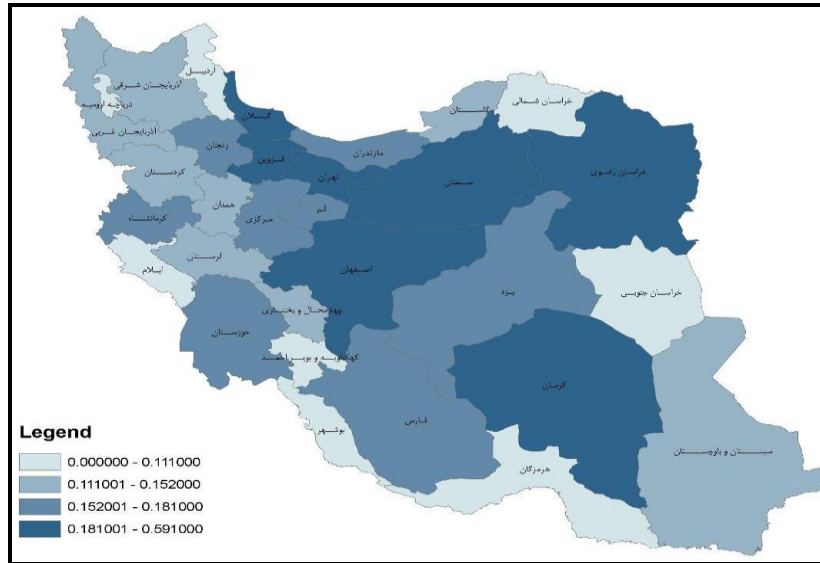 اردبیل
آذربایجان شرقی
دریاچه ارومیه
آذربایجان غربی
گیلان
زنجان
قزوین
تهران
مازندران
گلستان
خراسان شمالی
خراسان رضوی
سمنان
کردستان
همدان
مرکزی
قم
کرمانشاه
لرستان
ایلام
اصفهان
یزد
خراسان جنوبی
چهارمحال و بختیاری
خوزستان
کهگیلویه و بویراحمد
فارس
کرمان
بوشهر
هرمزگان
سیستان و بلوچستان
Legend
0.000000 - 0.111000
0.111001 - 0.152000
0.152001 - 0.181000
0.181001 - 0.591000